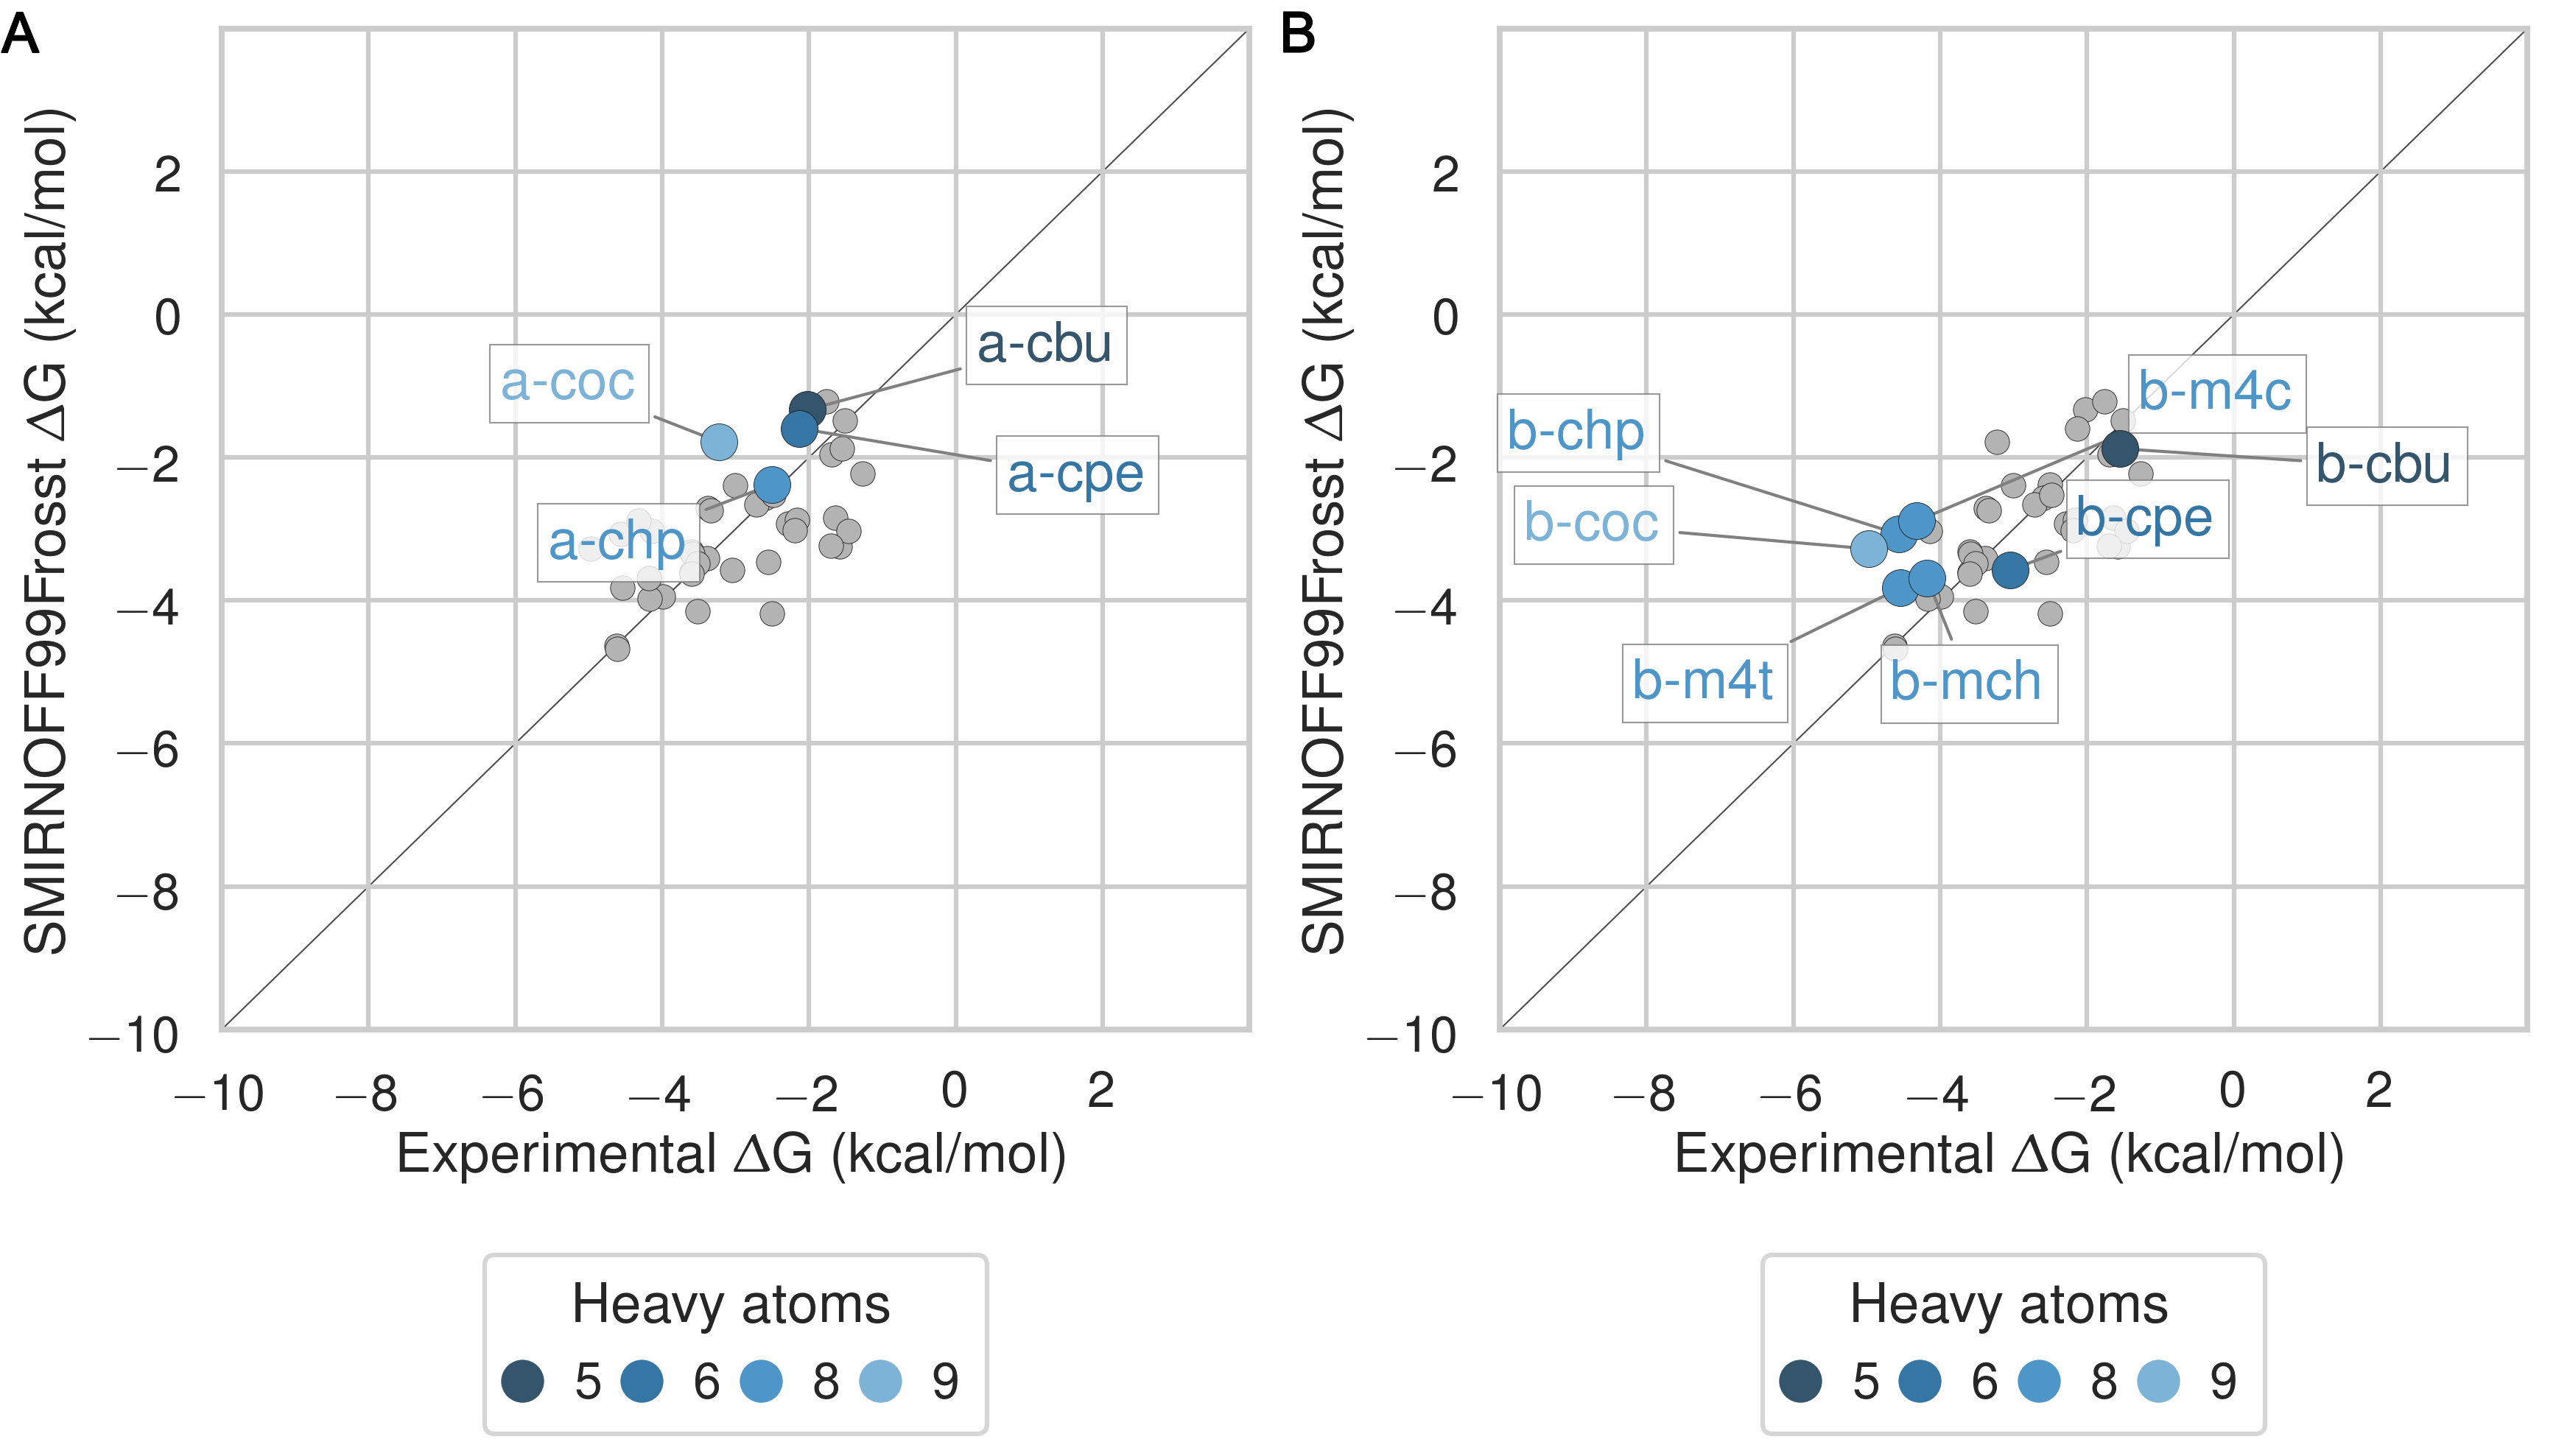 A
SMIRNOFF99Frosst ΔG (kcal/mol)
2
0
−2
−4
−6
−8
−10
a-cbu
a-coc
a-cpe
a-chp
−10 −8 −6 −4 −2 0 2
Experimental ΔG (kcal/mol)
Heavy atoms
5 6 8 9
B
SMIRNOFF99Frosst ΔG (kcal/mol)
2
0
−2
−4
−6
−8
−10
b-m4c
b-chp
b-cbu
b-coc
b-cpe
b-m4t
b-mch
−10 −8 −6 −4 −2 0 2
Experimental ΔG (kcal/mol)
Heavy atoms
5 6 8 9